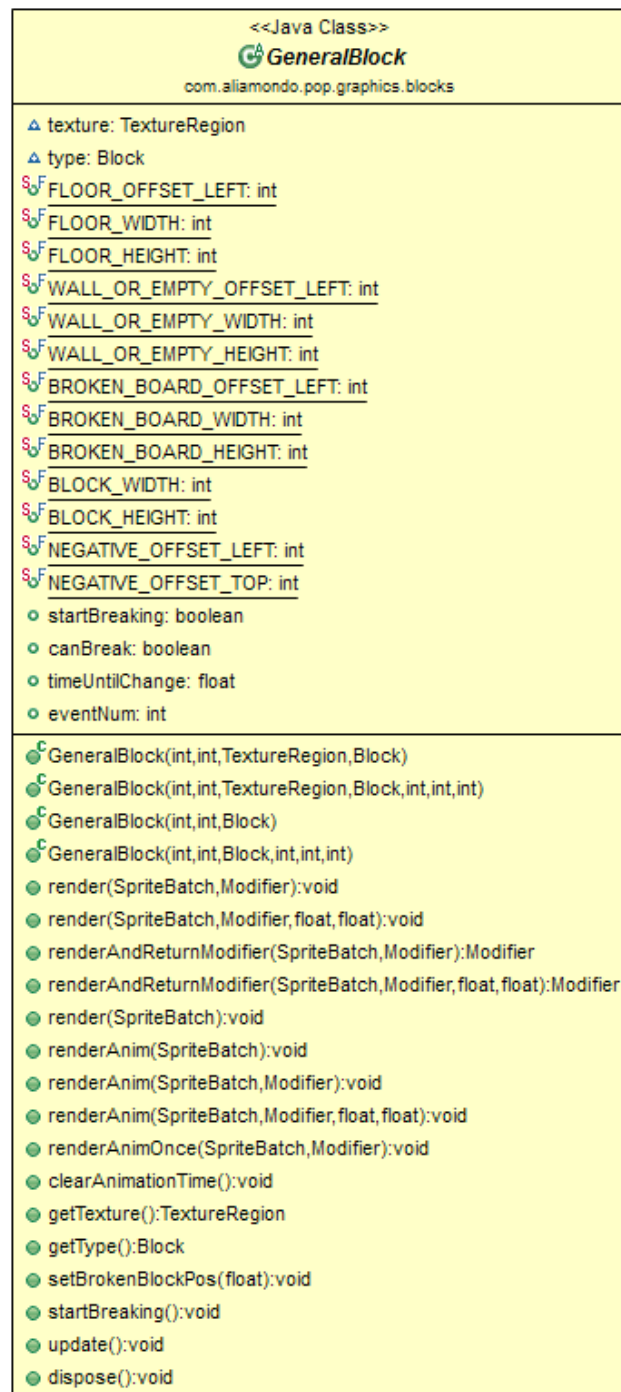 <<Java Class>>
GeneralBlock
com.aliamondo.pop.graphics.blocks
texture: TextureRegion
type: Block
FLOOR_OFFSET_LEFT: int
FLOOR_WIDTH: int
FLOOR_HEIGHT: int
WALL_OR_EMPTY_OFFSET_LEFT: int
WALL_OR_EMPTY_WIDTH: int
WALL_OR_EMPTY_HEIGHT: int
BROKEN_BOARD_OFFSET_LEFT: int
BROKEN_BOARD_WIDTH: int
BROKEN_BOARD_HEIGHT: int
BLOCK_WIDTH: int
BLOCK_HEIGHT: int
NEGATIVE_OFFSET_LEFT: int
NEGATIVE_OFFSET_TOP: int
startBreaking: boolean
canBreak: boolean
timeUntilChange: float
eventNum: int
GeneralBlock(int,int,TextureRegion,Block)
GeneralBlock(int,int,TextureRegion,Block,int,int,int)
GeneralBlock(int,int,Block)
GeneralBlock(int,int,Block,int,int,int)
render(SpriteBatch,Modifier):void
render(SpriteBatch,Modifier,float,float):void
renderAndReturnModifier(SpriteBatch,Modifier):Modifier
renderAndReturnModifier(SpriteBatch,Modifier,float,float):Modifier
render(SpriteBatch):void
renderAnim(SpriteBatch):void
renderAnim(SpriteBatch,Modifier):void
renderAnim(SpriteBatch,Modifier,float,float):void
renderAnimOnce(SpriteBatch,Modifier):void
clearAnimationTime():void
getTexture():TextureRegion
getType():Block
setBrokenBlockPos(float):void
startBreaking():void
update():void
dispose():void